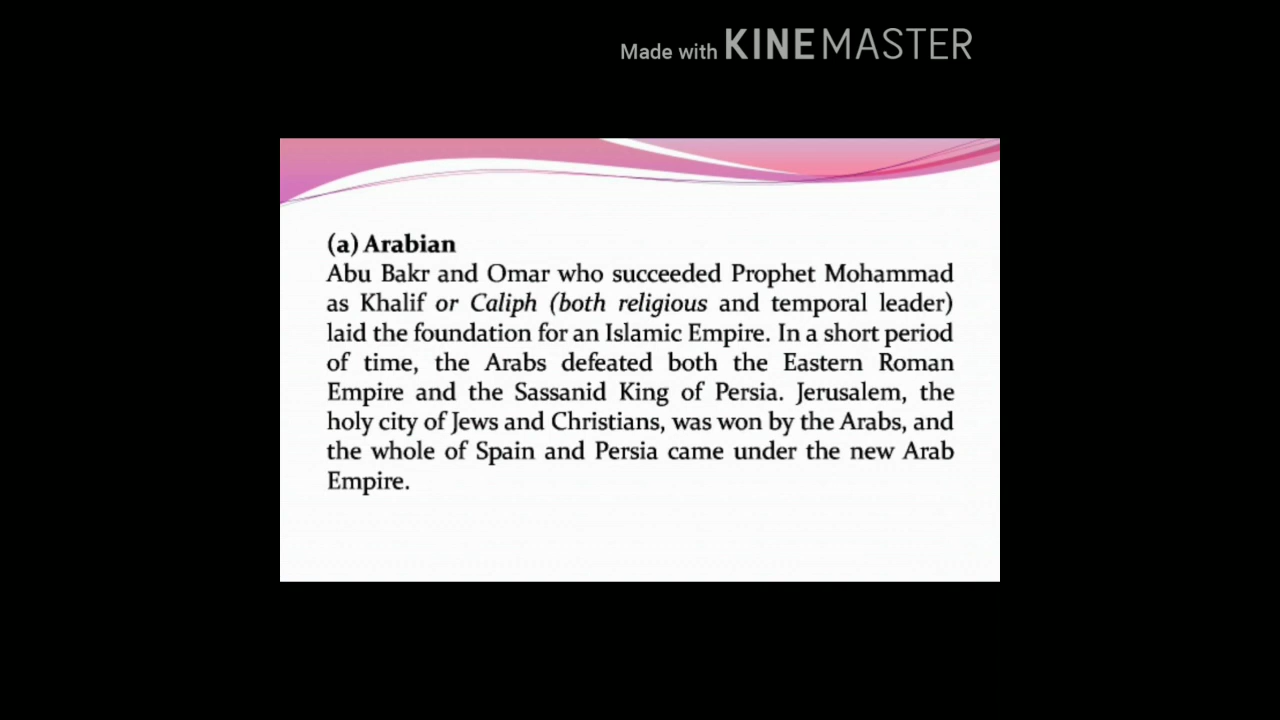 Made with KINEMASTER
(a) Arabian
Abu Bakr and Omar who succeeded Prophet Mohammad
as Khalif or Caliph (both religious and temporal leader)
laid the foundation for an Islamic Empire. In a short period
of time, the Arabs defeated both the Eastern Roman
Empire and the Sassanid King of Persia. Jerusalem, the
holy city of Jews and Christians, was won by the Arabs, and
the whole of Spain and Persia came under the new Arab
Empire.